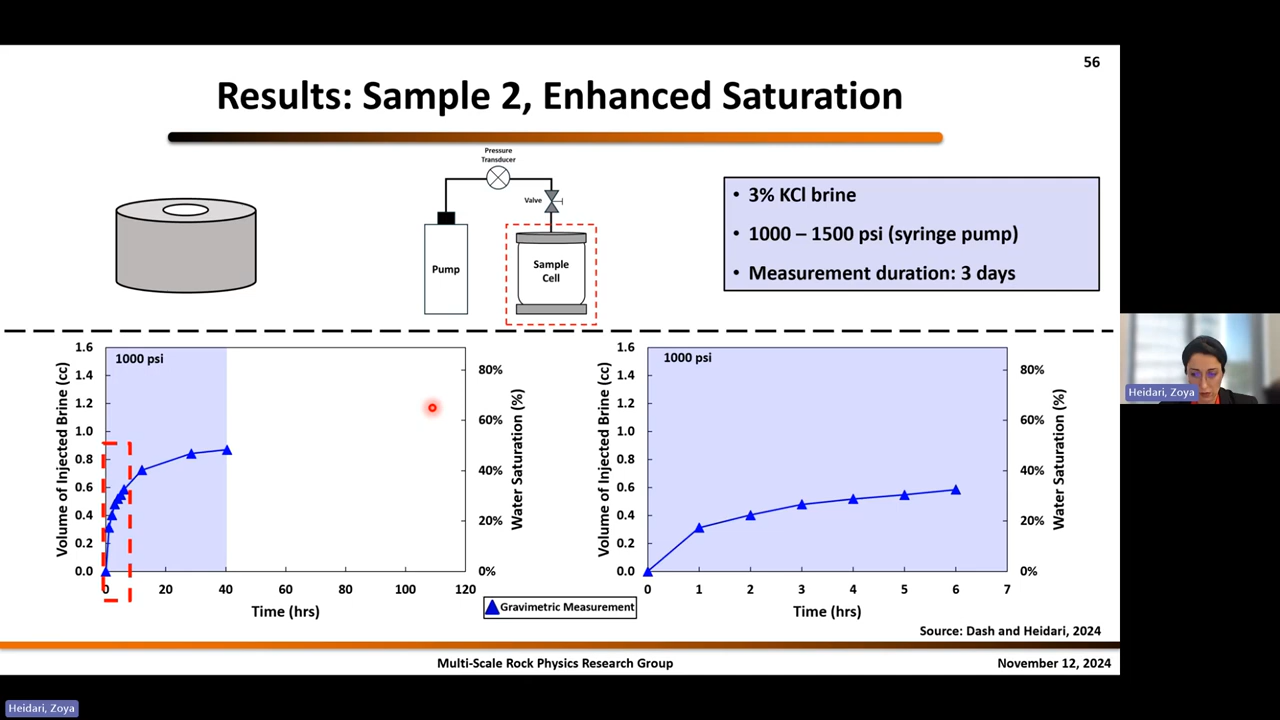 56
Results: Sample 2, Enhanced Saturation
Pressure
Transducer
Valve
Pump
Sample
Cell
• 3% KCl brine
• 1000 – 1500 psi (syringe pump)
• Measurement duration: 3 days
1000 psi
Volume of Injected Brine (cc)
1.6
1.4
1.2
1.0
0.8
0.6
0.4
0.2
0.0
0 20 40 60 80 100 120
Time (hrs)
80%
60%
40%
20%
0%
Water Saturation (%)
Gravimetric Measurement
1000 psi
Volume of Injected Brine (cc)
1.6
1.4
1.2
1.0
0.8
0.6
0.4
0.2
0.0
0 1 2 3 4 5 6 7
Time (hrs)
80%
60%
40%
20%
0%
Water Saturation (%)
Source: Dash and Heidari, 2024
Multi-Scale Rock Physics Research Group
November 12, 2024
Heidari, Zoya
Heidari, Zoya